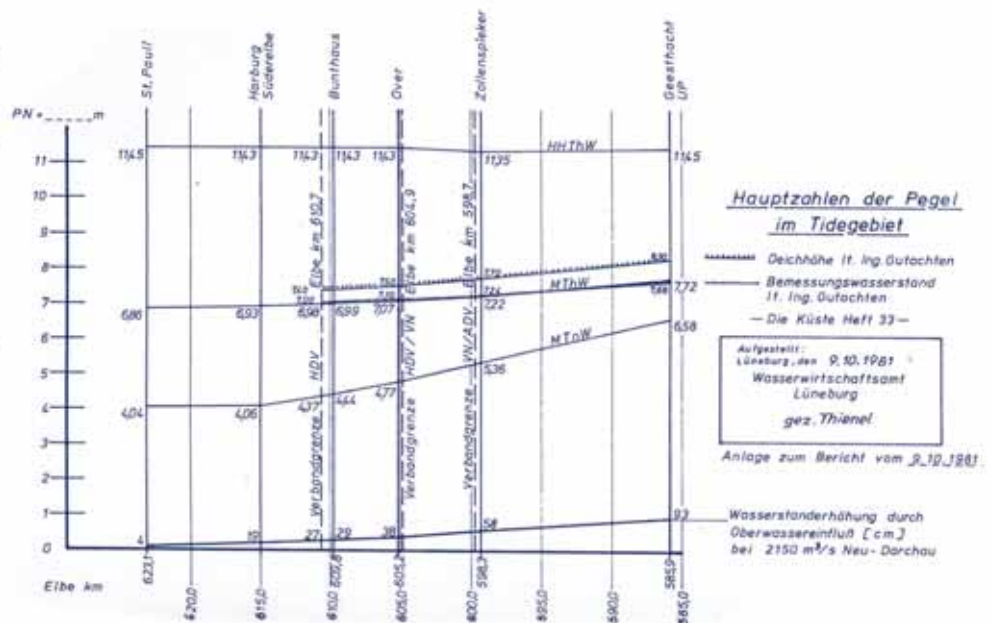 St. Pauli
Harburg
Süderelbe
Bunthaus
Over
Zollenspieker
Geesthacht
UP
PN + _____ m
11
10
9
8
7
6
5
4
3
2
1
0
11,45
11,43
11,43
11,43
11,43
11,35
HHThW
11,45
7,72
6,86
6,93
6,98
6,99
7,07
7,24
7,22
MThW
4,04
4,06
4,37
4,44
4,77
5,36
MTnW
6,58
4
15
27
29
38
58
93
Verbandgrenze HDV Elbe km 610,7
Verbandgrenze HDV/VN Elbe km 604,9
Verbandgrenze VN/ADV Elbe km 598,7
Elbe km
623,1
620,0
615,0
610,0
605,2
605,0
600,0
598,3
595,0
590,0
585,9
585,0
Hauptzahlen der Pegel
im Tidegebiet
Deichhöhe lt. Ing. Gutachten
Bemessungswasserstand
lt. Ing. Gutachten
— Die Küste Heft 33 —
Aufgestellt:
Lüneburg, den 9.10.1981
Wasserwirtschaftsamt
Lüneburg
gez. Thienel
Anlage zum Bericht vom 9.10.1981
Wasserstanderhöhung durch
Oberwassereinfluß [cm]
bei 2150 m³/s Neu-Darchau